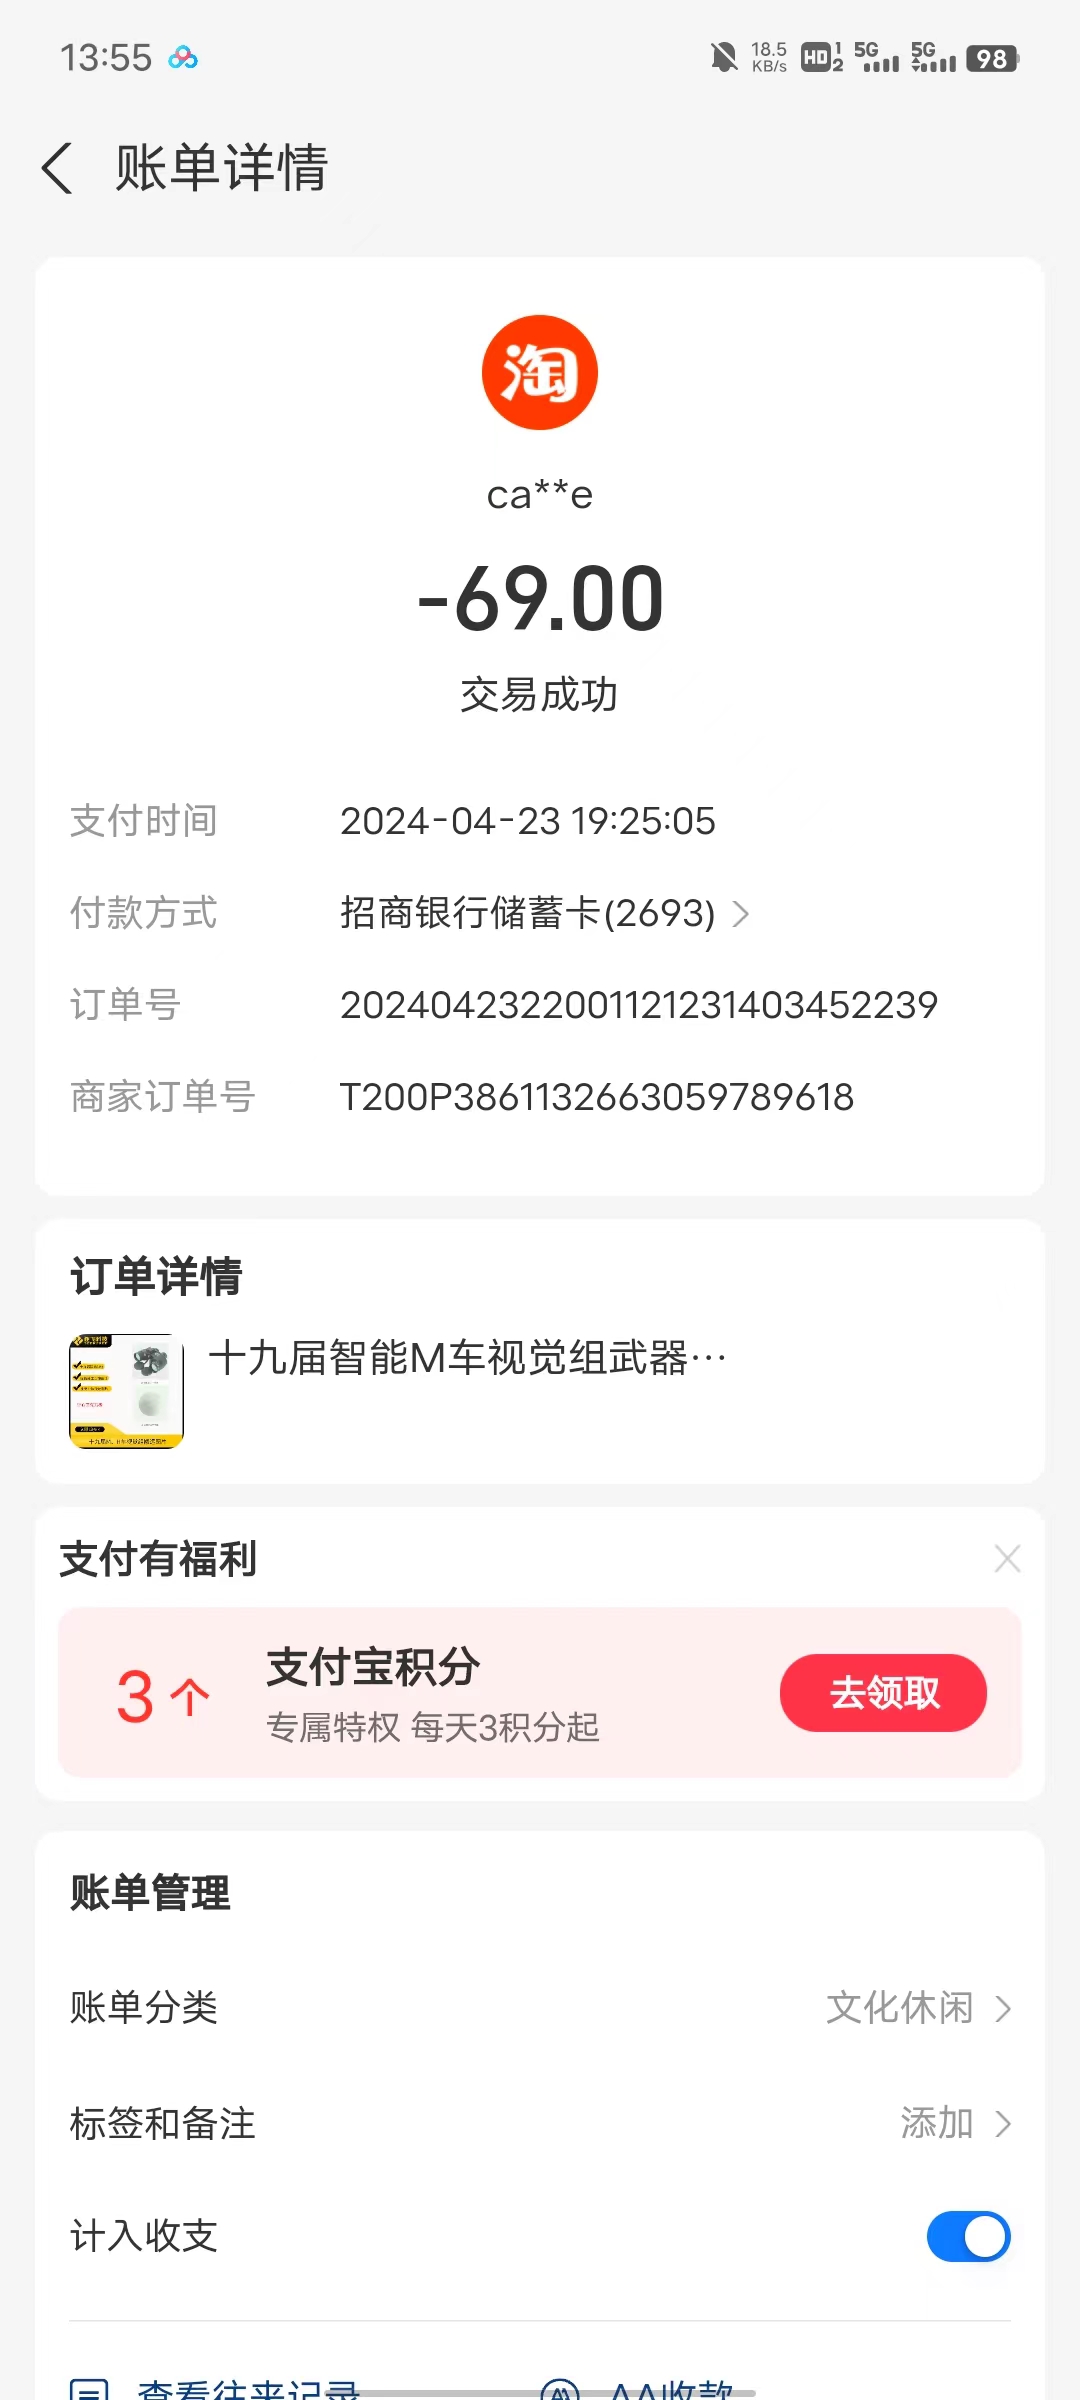 13:55
18.5
KB/s
HD 1 2
5G
5G
98
账单详情
淘
ca**e
-69.00
交易成功
支付时间 2024-04-23 19:25:05
付款方式 招商银行储蓄卡(2693)
订单号 2024042322001121231403452239
商家订单号 T200P3861132663059789618
订单详情
十九届智能M车视觉组武器…
支付有福利
3个
支付宝积分
专属特权 每天3积分起
去领取
账单管理
账单分类 文化休闲
标签和备注 添加
计入收支
查看往来记录 AA收款